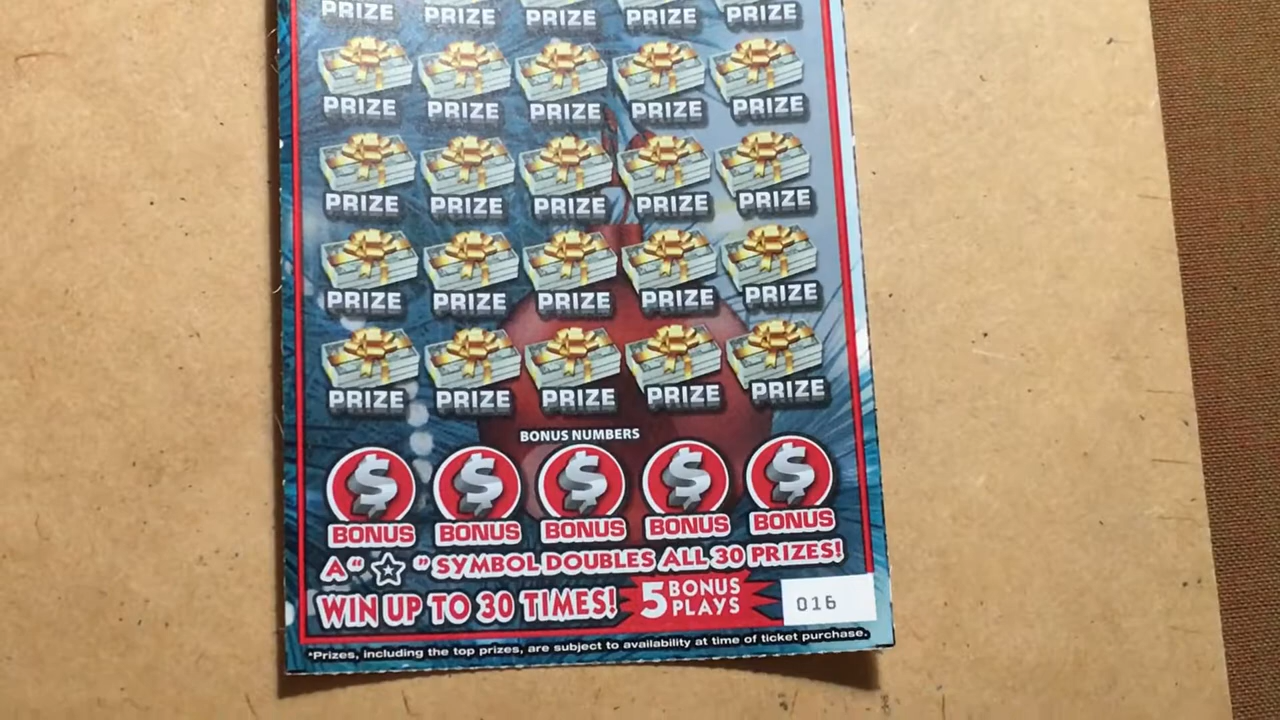 PRIZE PRIZE PRIZE PRIZE PRIZE
PRIZE PRIZE PRIZE PRIZE PRIZE
PRIZE PRIZE PRIZE PRIZE PRIZE
PRIZE PRIZE PRIZE PRIZE PRIZE
PRIZE PRIZE PRIZE PRIZE PRIZE
BONUS NUMBERS
$ $ $ $ $
BONUS BONUS BONUS BONUS BONUS
A "☆" SYMBOL DOUBLES ALL 30 PRIZES!
WIN UP TO 30 TIMES! 5 BONUS PLAYS 016
*Prizes, including the top prizes, are subject to availability at time of ticket purchase.